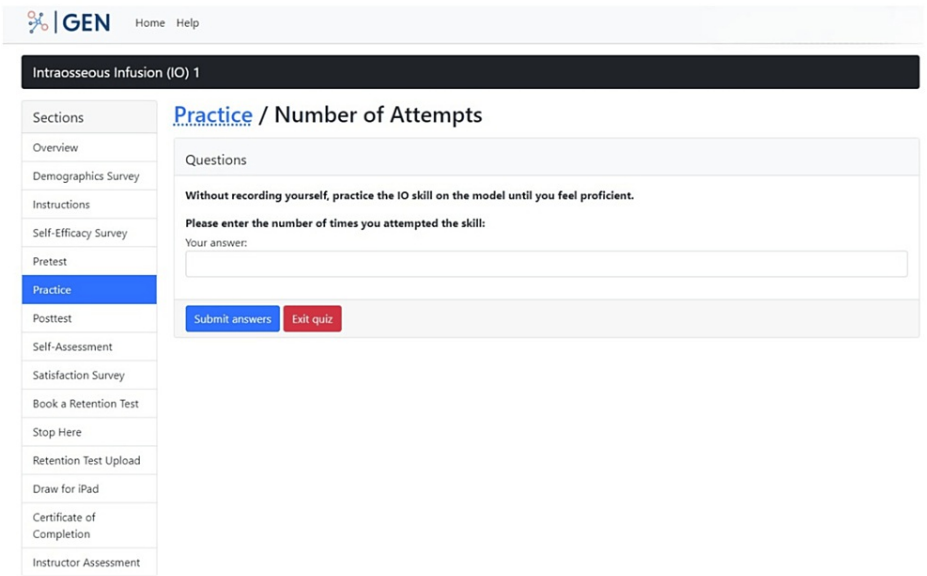 GEN Home Help
Intraosseous Infusion (IO) 1
Sections
Overview
Demographics Survey
Instructions
Self-Efficacy Survey
Pretest
Practice
Posttest
Self-Assessment
Satisfaction Survey
Book a Retention Test
Stop Here
Retention Test Upload
Draw for iPad
Certificate of
Completion
Instructor Assessment
Practice / Number of Attempts
Questions
Without recording yourself, practice the IO skill on the model until you feel proficient.
Please enter the number of times you attempted the skill:
Your answer:
Submit answers Exit quiz